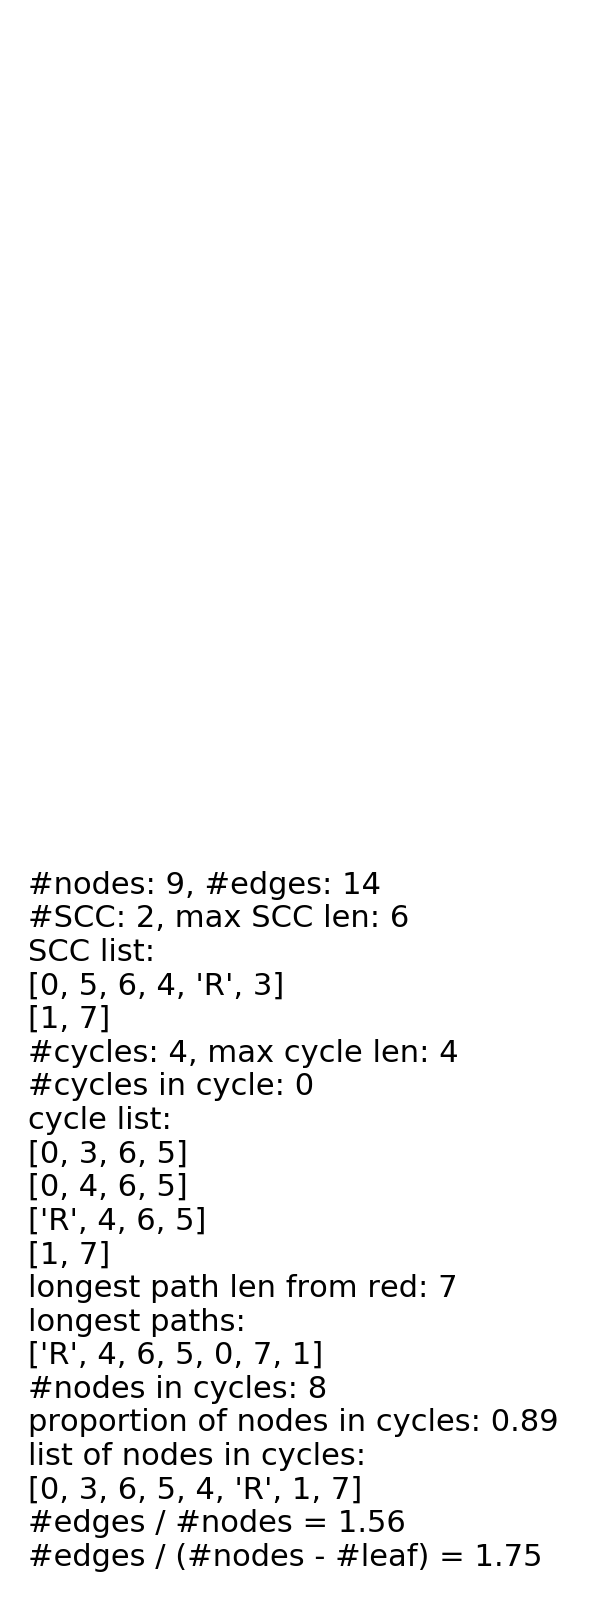 #nodes: 9, #edges: 14
#SCC: 2, max SCC len: 6
SCC list:
[0, 5, 6, 4, 'R', 3]
[1, 7]
#cycles: 4, max cycle len: 4
#cycles in cycle: 0
cycle list:
[0, 3, 6, 5]
[0, 4, 6, 5]
['R', 4, 6, 5]
[1, 7]
longest path len from red: 7
longest paths:
['R', 4, 6, 5, 0, 7, 1]
#nodes in cycles: 8
proportion of nodes in cycles: 0.89
list of nodes in cycles:
[0, 3, 6, 5, 4, 'R', 1, 7]
#edges / #nodes = 1.56
#edges / (#nodes - #leaf) = 1.75